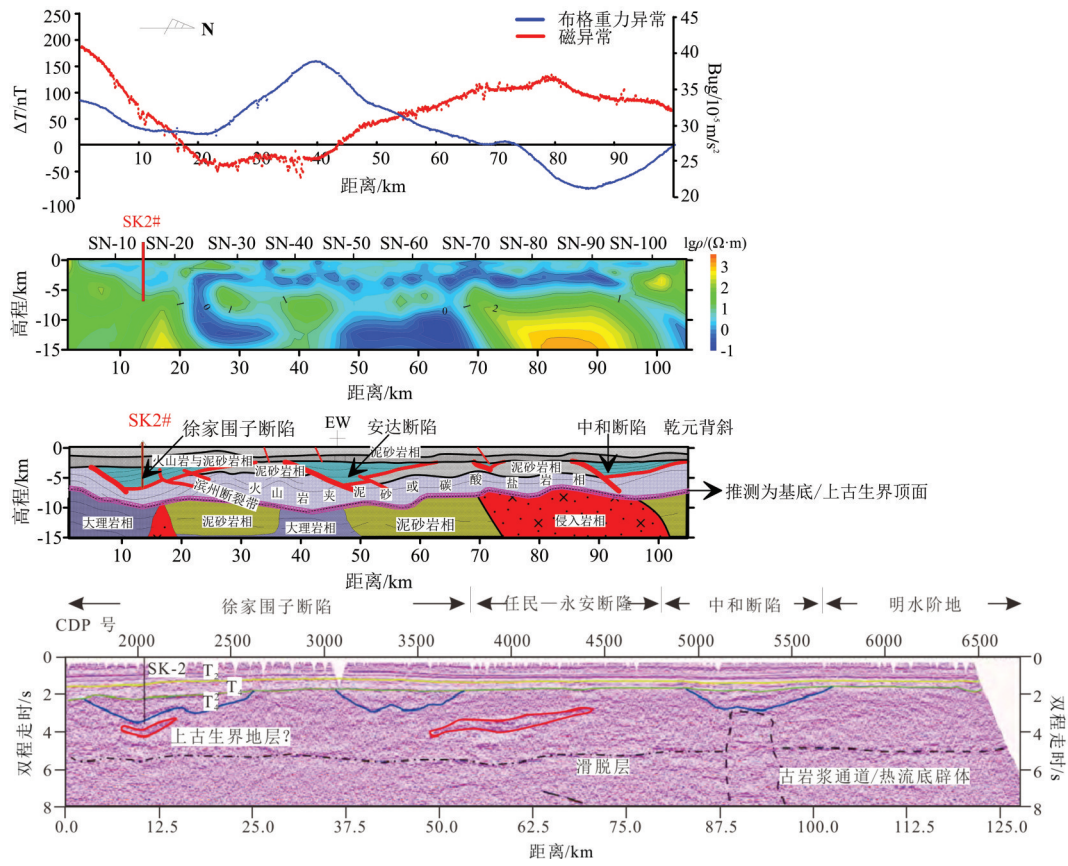 250
200
150
100
50
0
-50
-100
ΔT/nT
N
布格重力异常
磁异常
45
40
35
30
25
20
Bug/10⁻⁵m/s²
10 20 30 40 50 60 70 80 90
距离/km
SK2#
SN-10 SN-20 SN-30 SN-40 SN-50 SN-60 SN-70 SN-80 SN-90 SN-100
lgρ/(Ω·m)
3
2
1
0
-1
高程/km
0
-5
-10
-15
0 1 1 0 2 1
10 20 30 40 50 60 70 80 90 100
距离/km
SK2#
徐家围子断陷
EW
安达断陷
中和断陷
乾元背斜
高程/km
0
-5
-10
-15
泥砂岩相
火山岩与泥砂岩相
泥砂岩相
泥砂岩相
滨州断裂带
火山岩夹泥砂或碳酸盐岩相
推测为基底/上古生界顶面
大理岩相
泥砂岩相
大理岩相
泥砂岩相
侵入岩相
10 20 30 40 50 60 70 80 90 100
距离/km
徐家围子断陷
任民—永安断隆
中和断陷
明水阶地
CDP 号
2000 2500 3000 3500 4000 4500 5000 5500 6000 6500
双程走时/s
0
2
4
6
8
SK-2
上古生界地层?
滑脱层
古岩浆通道/热流底辟体
0
2
4
6
8
双程走时/s
0.0 12.5 25.0 37.5 50.0 62.5 75.0 87.5 100.0 112.5 125.0
距离/km